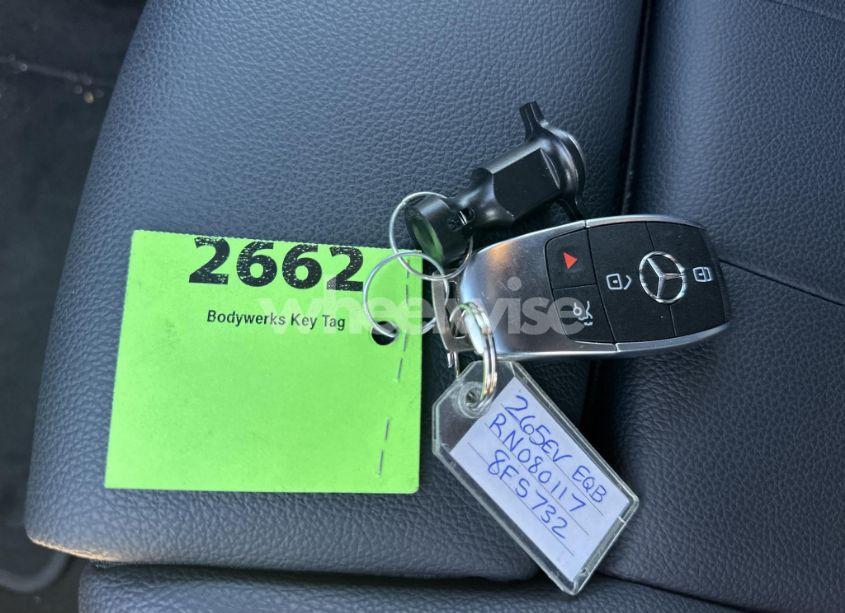 2662
Bodywerks Key Tag
wheelwise
265EV EQB
RN080117
8FS732